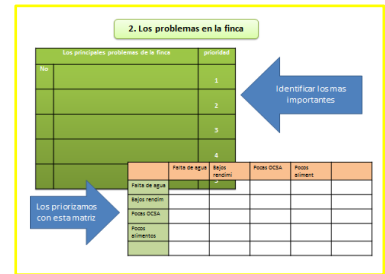 2. Los problemas en la finca
Los principales problemas de la finca prioridad
No
1
2
3
4
5
Identificar los mas
importantes
Falta de agua Bajos rendimi Pocas OCSA Pocos aliment
Falta de agua
Bajos rendim
Pocas OCSA
Pocos alimentos
Los priorizamos
con esta matriz